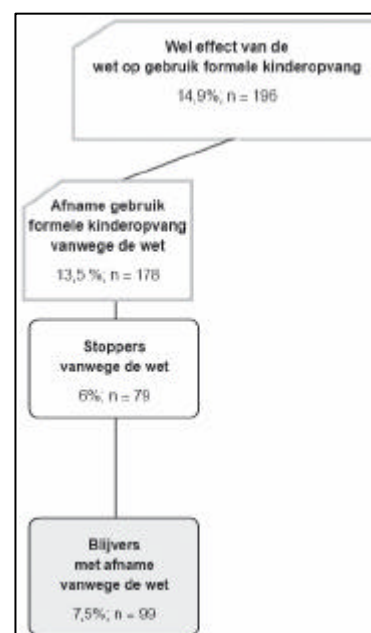 Wel effect van de
wet op gebruik formele kinderopvang
14,9%, n = 196
Afname gebruik
formele kinderopvang
vanwege de wet
13,5 %; n = 178
Stoppers
vanwege de wet
6%; n = 79
Blijvers
met afname
vanwege de wet
7,5%; n = 99